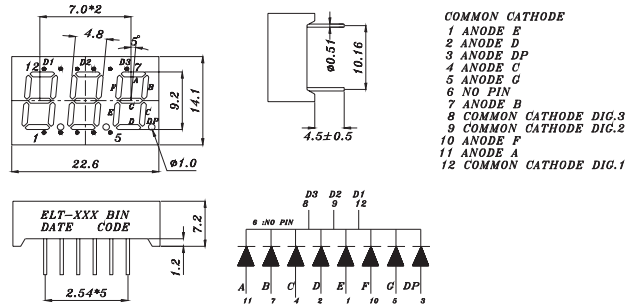 7.0*2
4.8
5°
12 D1 D2 D3 7
A
F B
G
E C
D DP
1 5
9.2
14.1
22.6
ø1.0
ø0.51
10.16
4.5±0.5
COMMON CATHODE
1 ANODE E
2 ANODE D
3 ANODE DP
4 ANODE C
5 ANODE G
6 NO PIN
7 ANODE B
8 COMMON CATHODE DIG.3
9 COMMON CATHODE DIG.2
10 ANODE F
11 ANODE A
12 COMMON CATHODE DIG.1
ELT-XXX BIN
DATE CODE
7.2
1.2
2.54*5
D3 D2 D1
8 9 12
6 :NO PIN
A B C D E F G DP
11 7 4 2 1 10 5 3